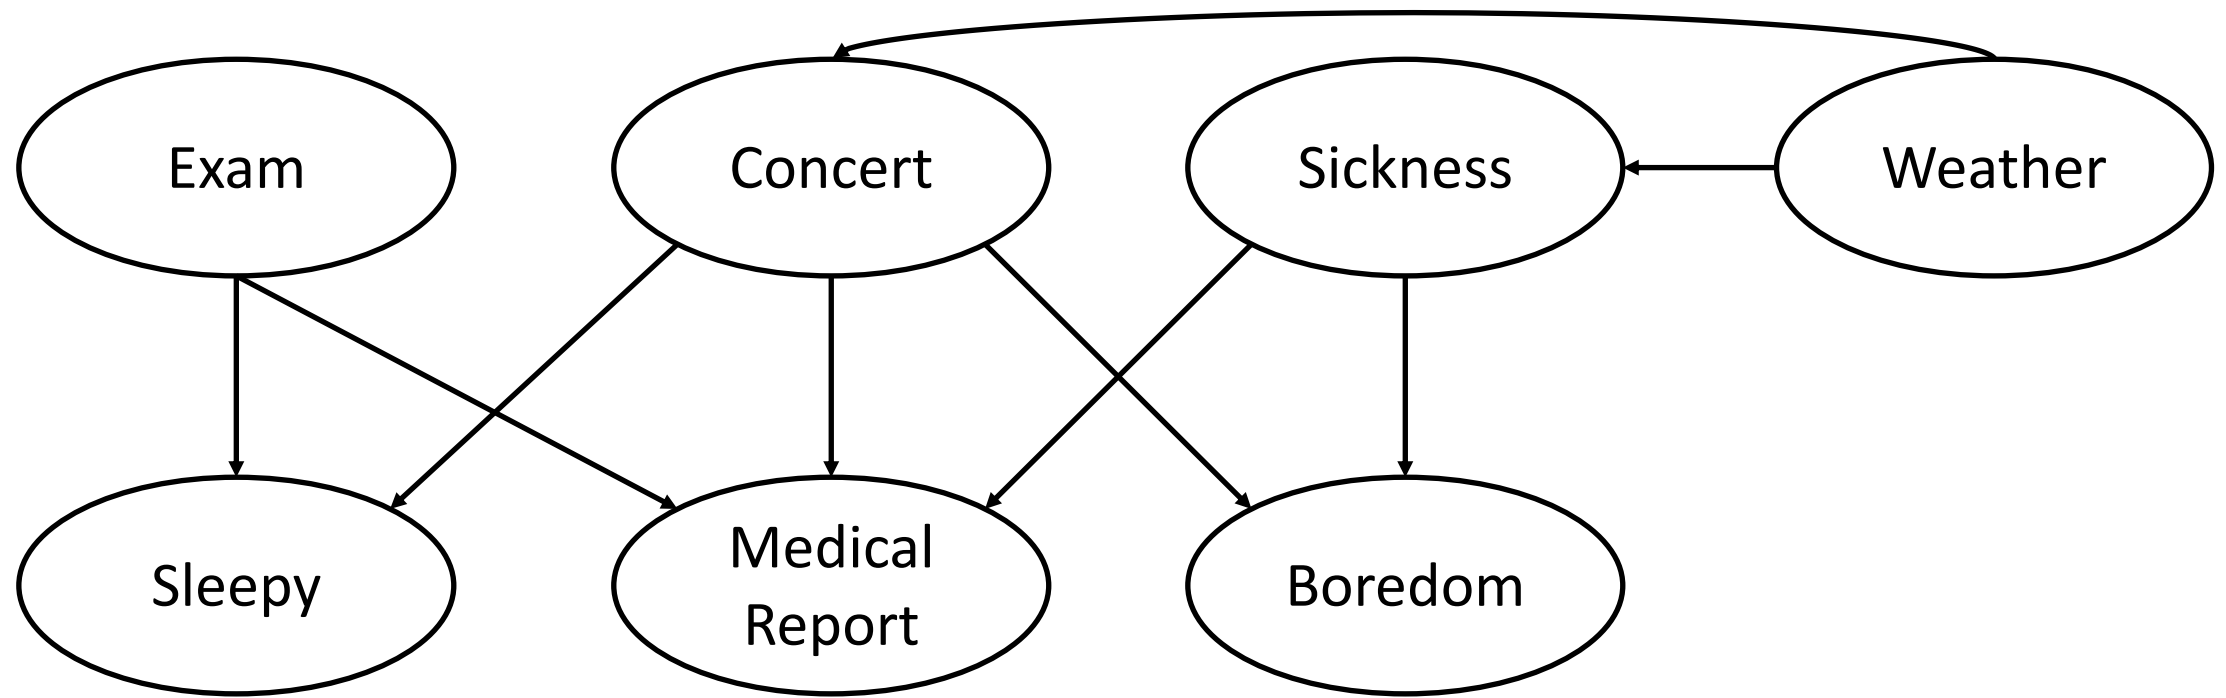 Exam
Concert
Sickness
Weather
Sleepy
Medical
Report
Boredom